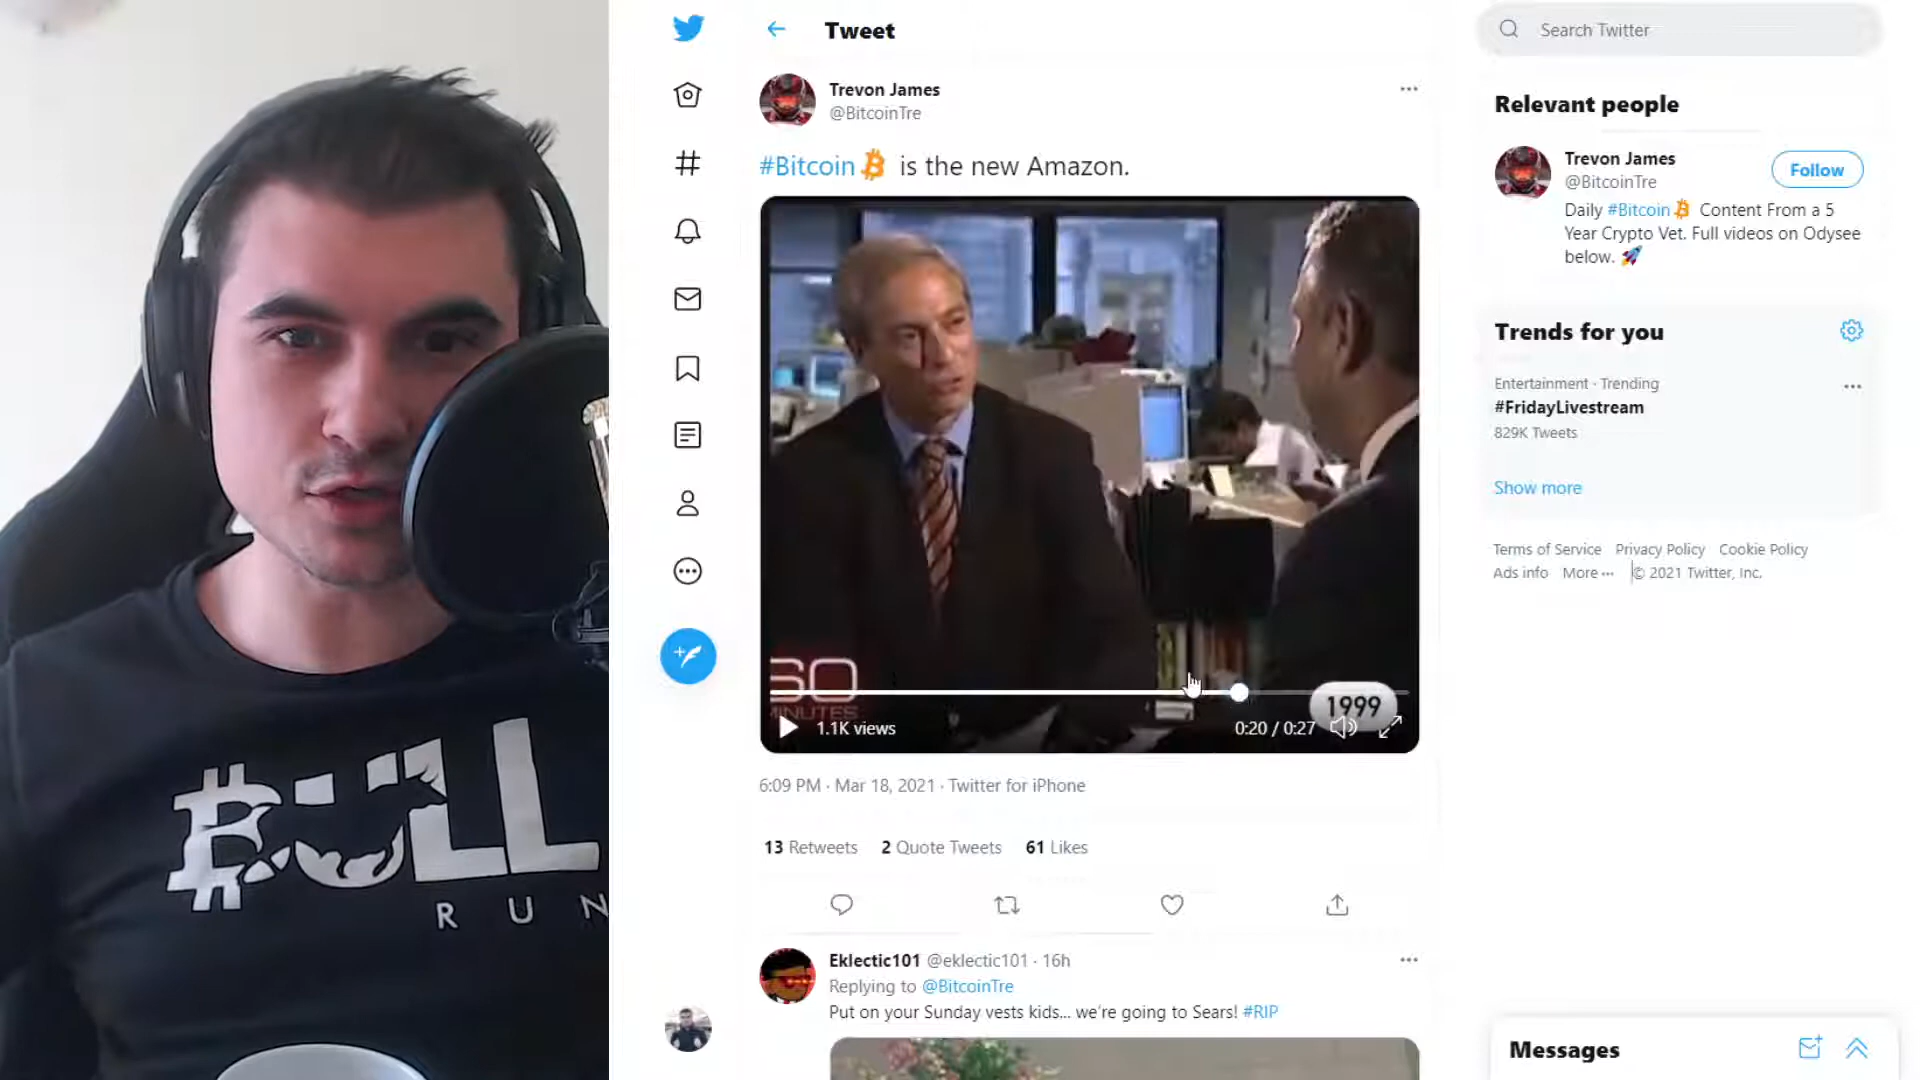 Tweet
Search Twitter
Trevon James
@BitcoinTre
#Bitcoin is the new Amazon.
60
MINUTES
1999
1.1K views
0:20 / 0:27
6:09 PM · Mar 18, 2021 · Twitter for iPhone
13 Retweets 2 Quote Tweets 61 Likes
Eklectic101 @eklectic101 · 16h
Replying to @BitcoinTre
Put on your Sunday vests kids... we're going to Sears! #RIP
Relevant people
Trevon James
@BitcoinTre
Follow
Daily #Bitcoin Content From a 5
Year Crypto Vet. Full videos on Odysee
below.
Trends for you
Entertainment · Trending
#FridayLivestream
829K Tweets
Show more
Terms of Service Privacy Policy Cookie Policy
Ads info More ··· © 2021 Twitter, Inc.
Messages
BULL
RUN